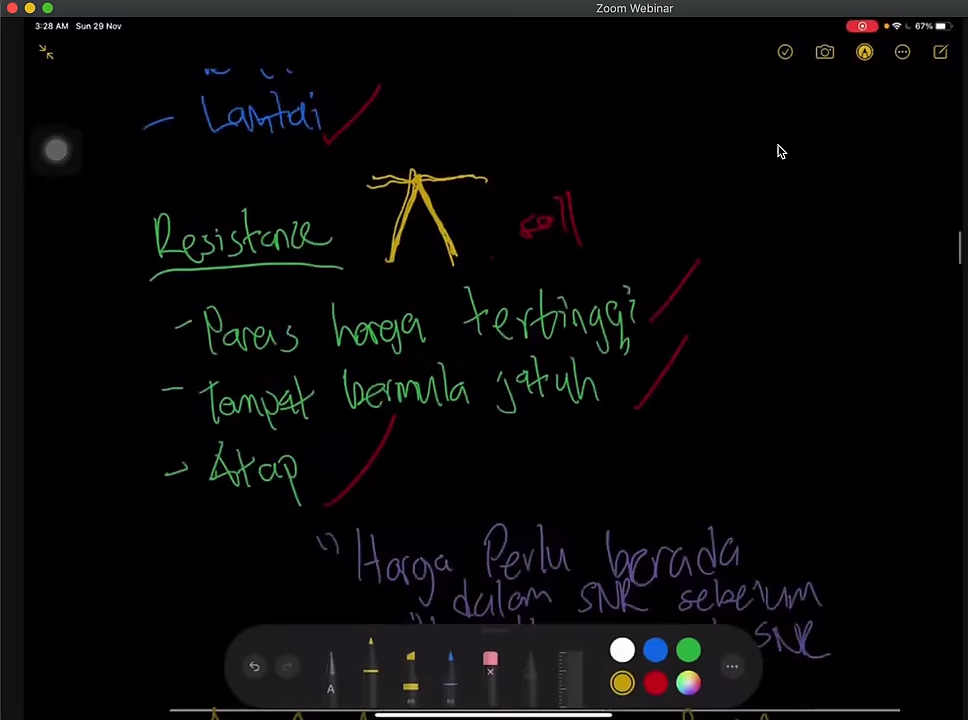 Zoom Webinar
3:28 AM Sun 29 Nov
67%
- Lantai
Resistance
sell
- Paras harga tertinggi
- Tempat bermula jatuh
- Atap
" Harga Perlu berada
dalam SNR sebelum
SNR
A